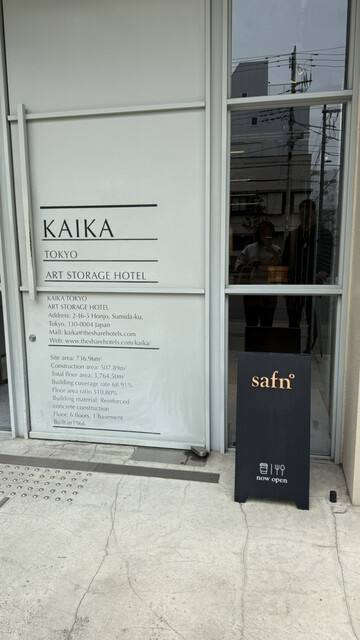 KAIKA
TOKYO
ART STORAGE HOTEL
KAIKA TOKYO
ART STORAGE HOTEL
Address: 2-16-5 Honjo, Sumida-ku,
Tokyo, 130-0004 Japan
Mail: kaika@thesharehotels.com
Web: www.thesharehotels.com/kaika/
Site area: 736.96m²
Construction area: 507.89m²
Total floor area: 3,764.50m²
Building coverage rate 68.91%
Floor area ratio 510.80%
Building material: Reinforced
concrete construction
Floor: 6 floors, 1 basement
Built in 1966
safn°
now open